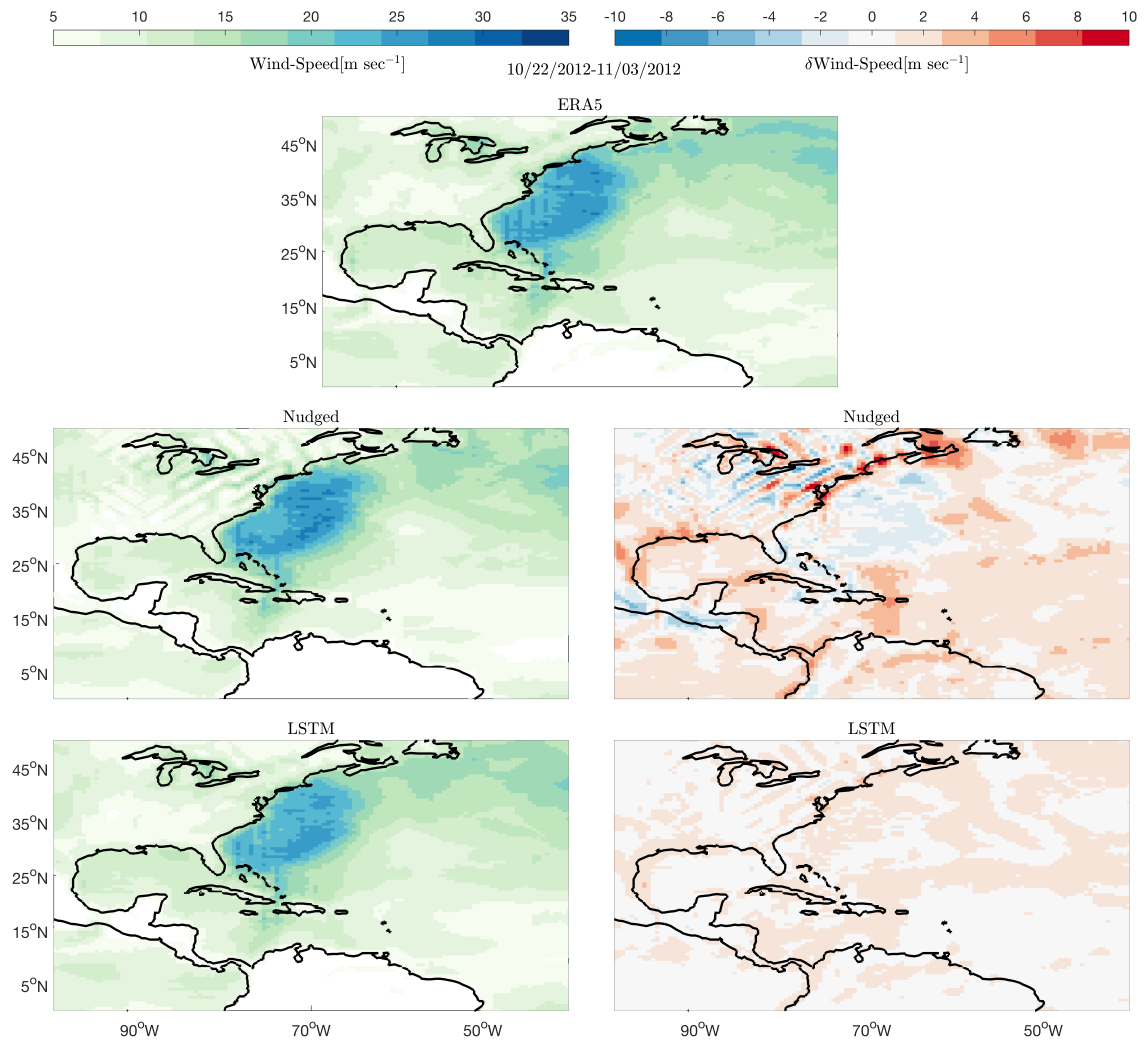 5 10 15 20 25 30 35
-10 -8 -6 -4 -2 0 2 4 6 8 10
Wind-Speed[m sec⁻¹]
10/22/2012-11/03/2012
δWind-Speed[m sec⁻¹]
ERA5
45°N
35°N
25°N
15°N
5°N
Nudged
Nudged
45°N
35°N
25°N
15°N
5°N
LSTM
LSTM
45°N
35°N
25°N
15°N
5°N
90°W 70°W 50°W
90°W 70°W 50°W